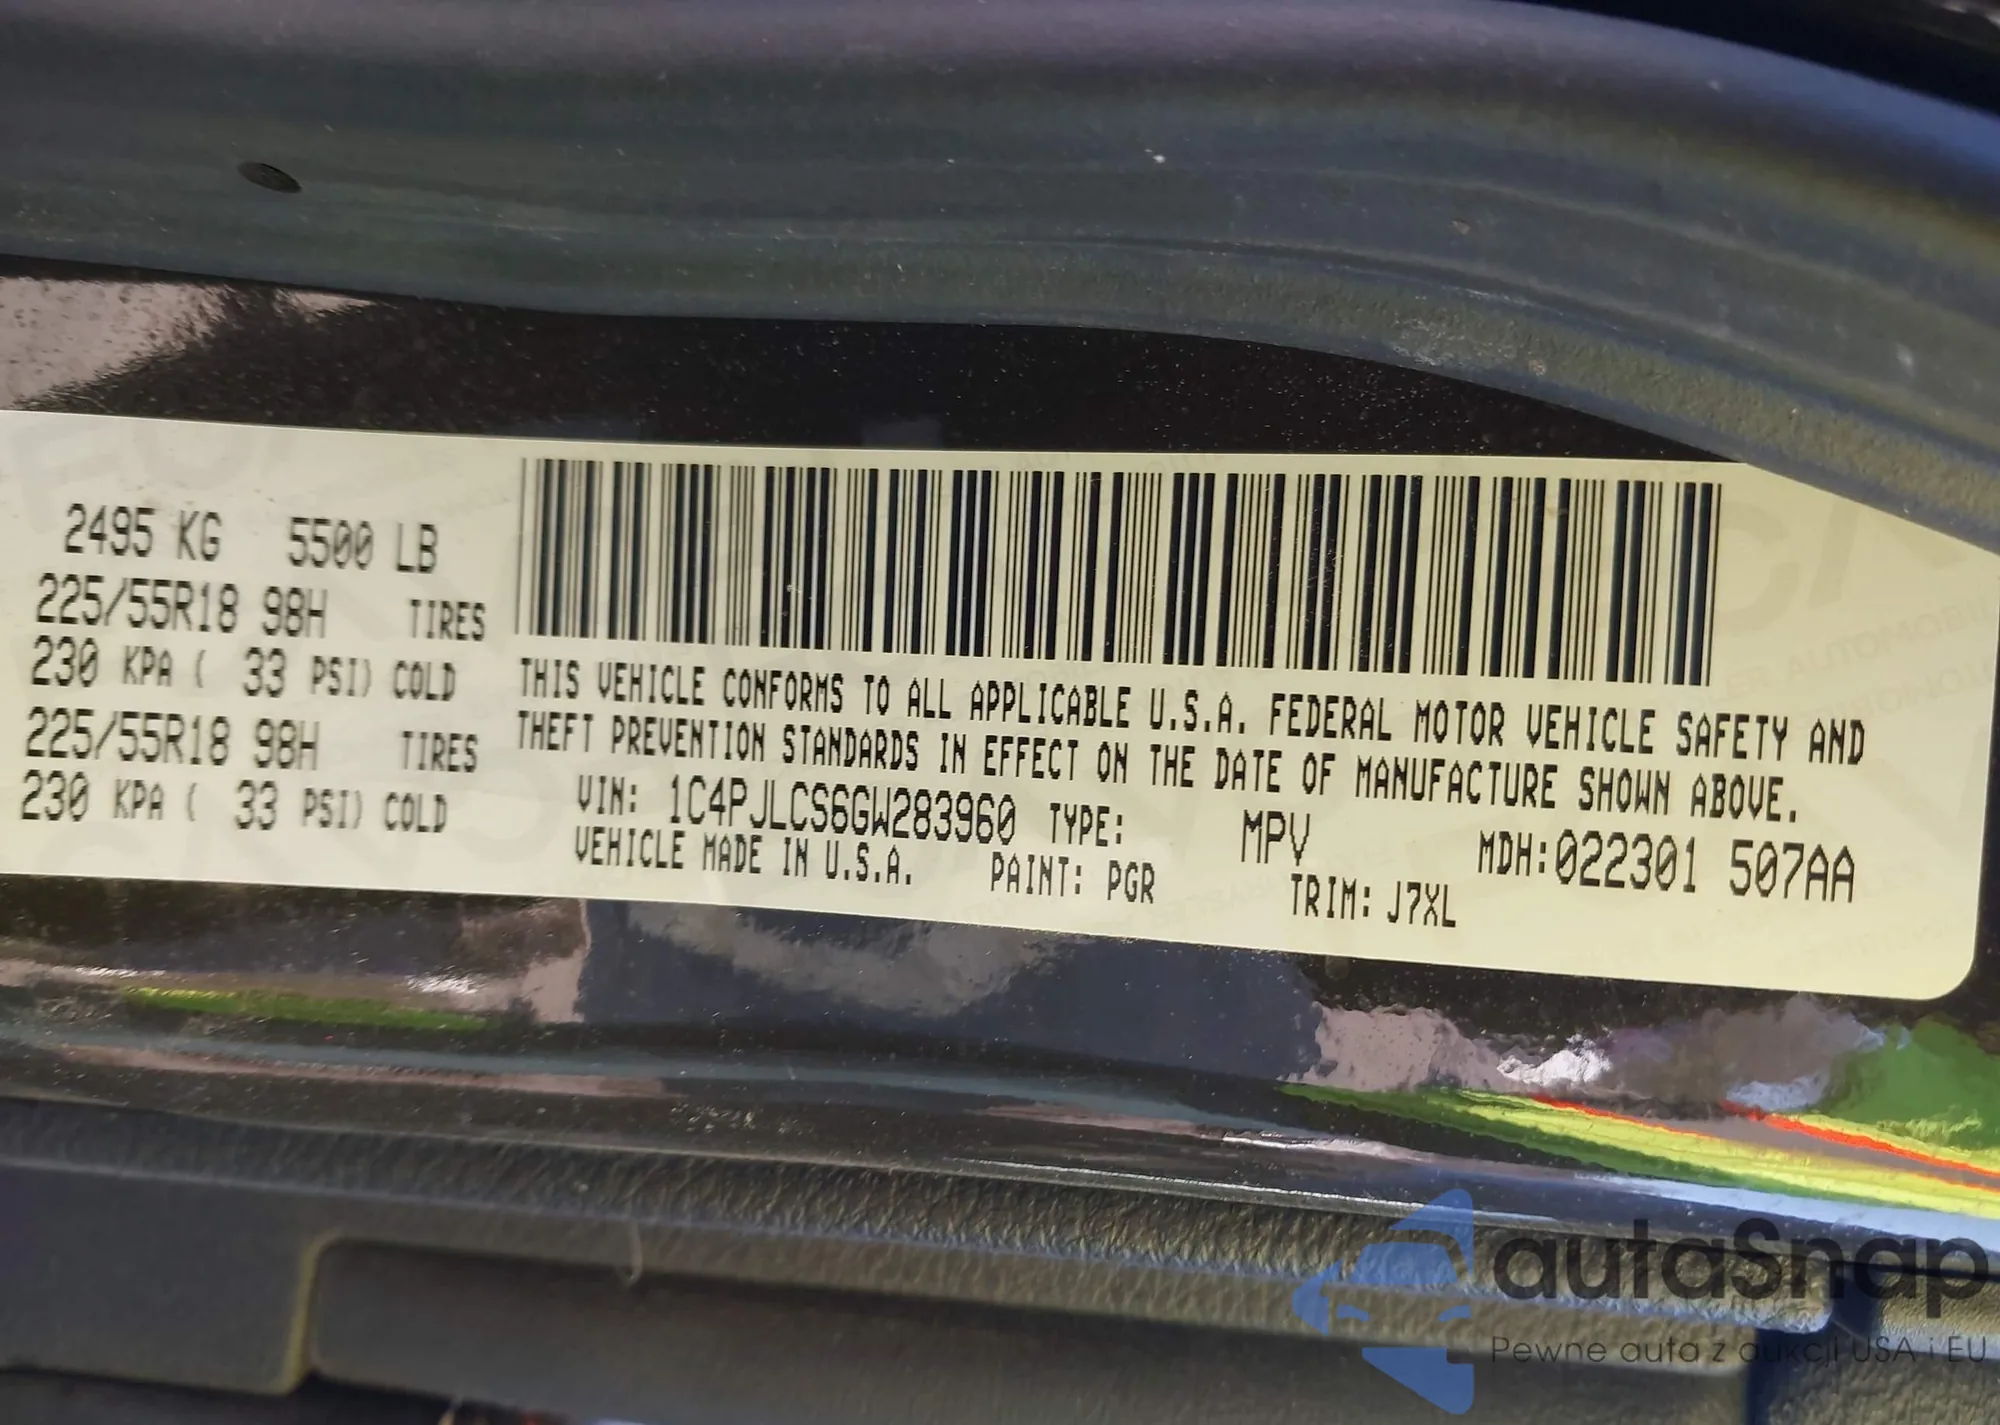 2495 KG 5500 LB
225/55R18 98H TIRES
230 KPA ( 33 PSI) COLD
225/55R18 98H TIRES
230 KPA ( 33 PSI) COLD
THIS VEHICLE CONFORMS TO ALL APPLICABLE U.S.A. FEDERAL MOTOR VEHICLE SAFETY AND
THEFT PREVENTION STANDARDS IN EFFECT ON THE DATE OF MANUFACTURE SHOWN ABOVE.
VIN: 1C4PJLCS6GW283960 TYPE: MPV MDH:022301 507AA
VEHICLE MADE IN U.S.A. PAINT: PGR TRIM: J7XL
autaSnap
Pewne auta z aukcji USA i EU